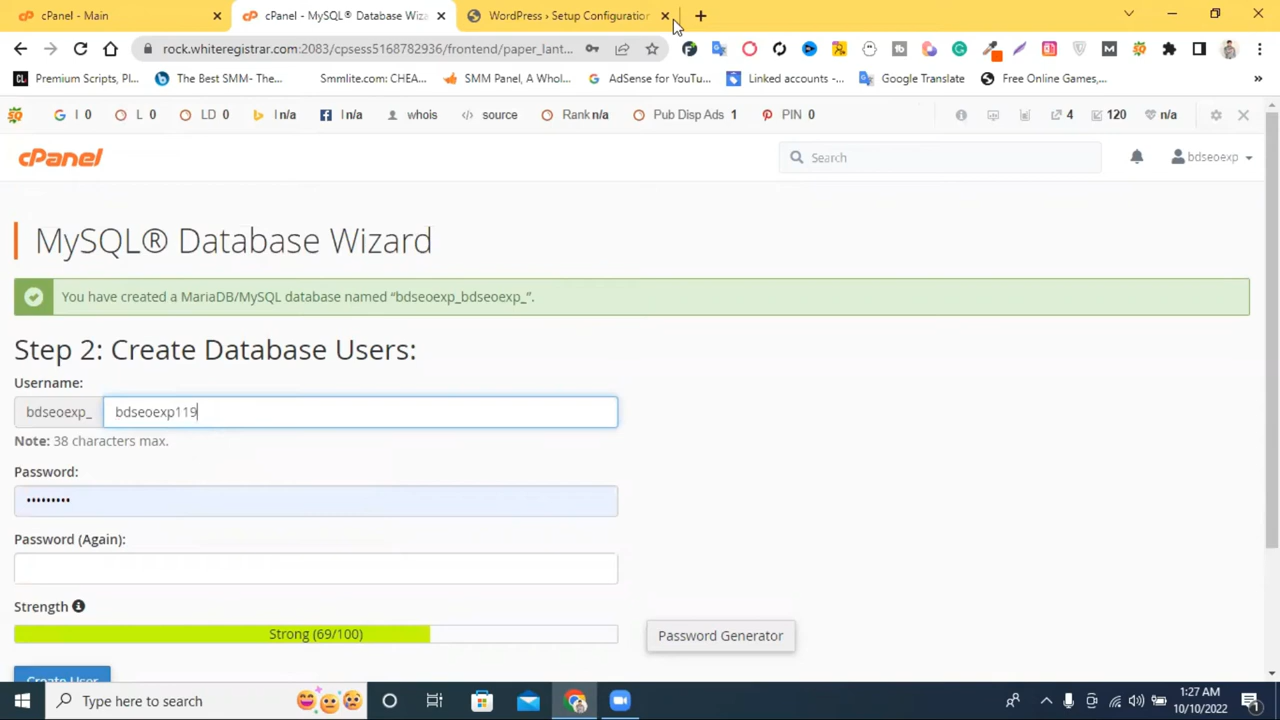 cPanel - Main
cPanel - MySQL® Database Wiza
WordPress › Setup Configuration
rock.whiteregistrar.com:2083/cpsess5168782936/frontend/paper_lant...
Premium Scripts, Pl...
The Best SMM- The...
Smmlite.com: CHEA...
SMM Panel, A Whol...
AdSense for YouTu...
Linked accounts -...
Google Translate
Free Online Games,...
»
I 0
L 0
LD 0
I n/a
I n/a
whois
source
Rank n/a
Pub Disp Ads 1
PIN 0
4
120
n/a
cPanel
Search
bdseoexp
MySQL® Database Wizard
You have created a MariaDB/MySQL database named “bdseoexp_bdseoexp_”.
Step 2: Create Database Users:
Username:
bdseoexp_ bdseoexp119
Note: 38 characters max.
Password:
•••••••••
Password (Again):
Strength
Strong (69/100)
Password Generator
Create User
Type here to search
1:27 AM
10/10/2022